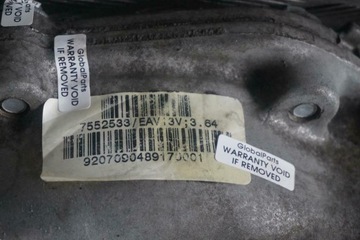 GlobalParts
WARRANTY VOID
IF REMOVED
7552533/EAV;3V;3.64
9207090489170001
GlobalParts
WARRANTY VOID
IF REMOVED